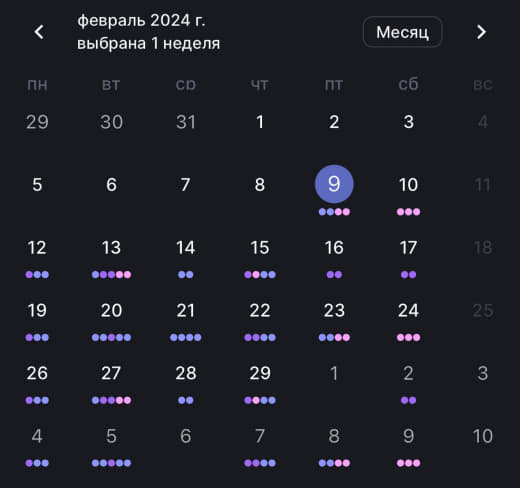 февраль 2024 г.
выбрана 1 неделя
Месяц
пн вт ср чт пт сб вс
29 30 31 1 2 3 4
5 6 7 8 9 10 11
12 13 14 15 16 17 18
19 20 21 22 23 24 25
26 27 28 29 1 2 3
4 5 6 7 8 9 10